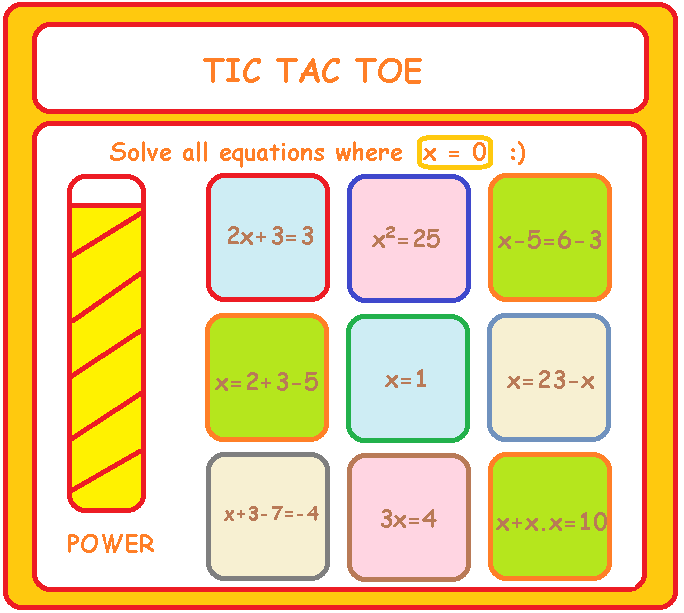 TIC TAC TOE
Solve all equations where x = 0 :)
2x+3=3
x²=25
x-5=6-3
x=2+3-5
x=1
x=23-x
x+3-7=-4
3x=4
x+x.x=10
POWER